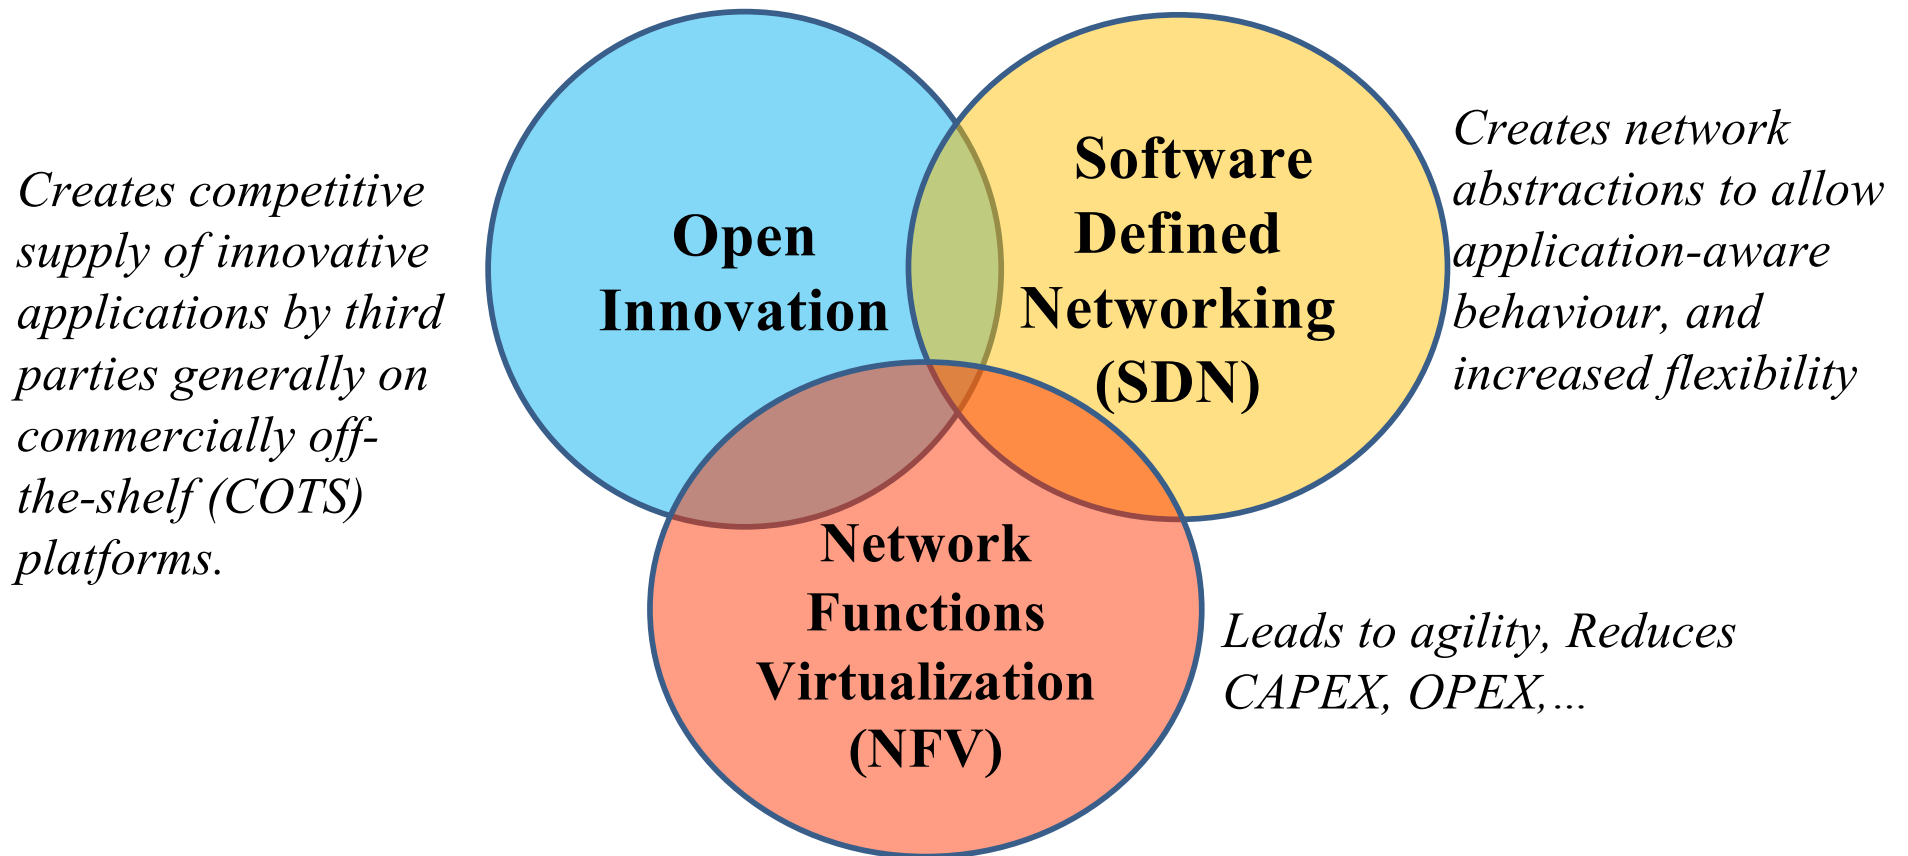 Creates competitive
supply of innovative
applications by third
parties generally on
commercially off-
the-shelf (COTS)
platforms.
Open
Innovation
Software
Defined
Networking
(SDN)
Creates network
abstractions to allow
application-aware
behaviour, and
increased flexibility
Network
Functions
Virtualization
(NFV)
Leads to agility, Reduces
CAPEX, OPEX,...